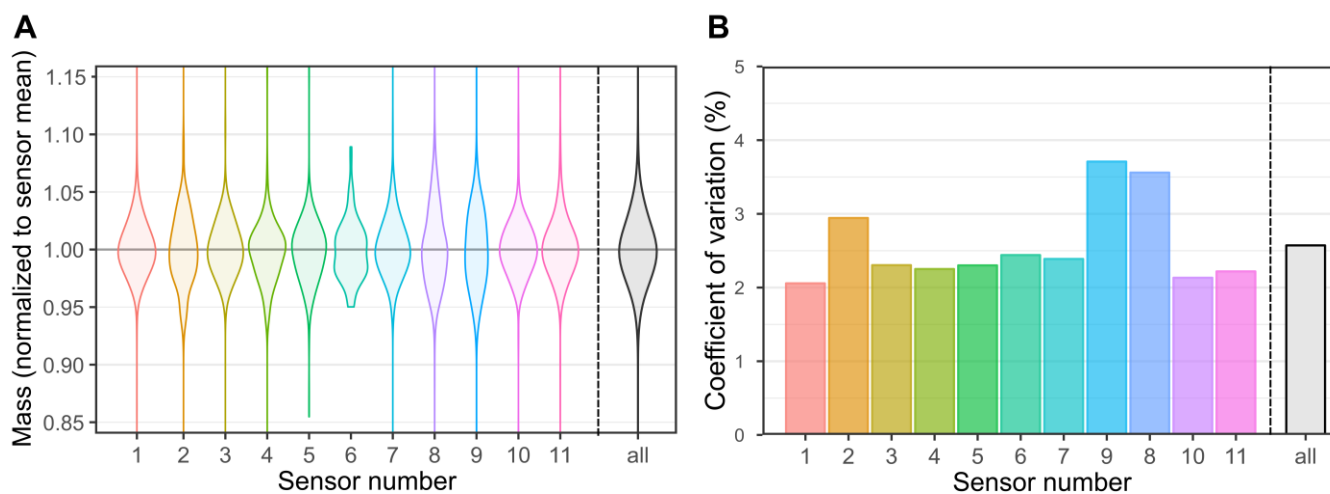 A
Mass (normalized to sensor mean)
1.15
1.10
1.05
1.00
0.95
0.90
0.85
1 2 3 4 5 6 7 8 9 10 11 all
Sensor number
B
Coefficient of variation (%)
5
4
3
2
1
0
1 2 3 4 5 6 7 9 8 10 11 all
Sensor number